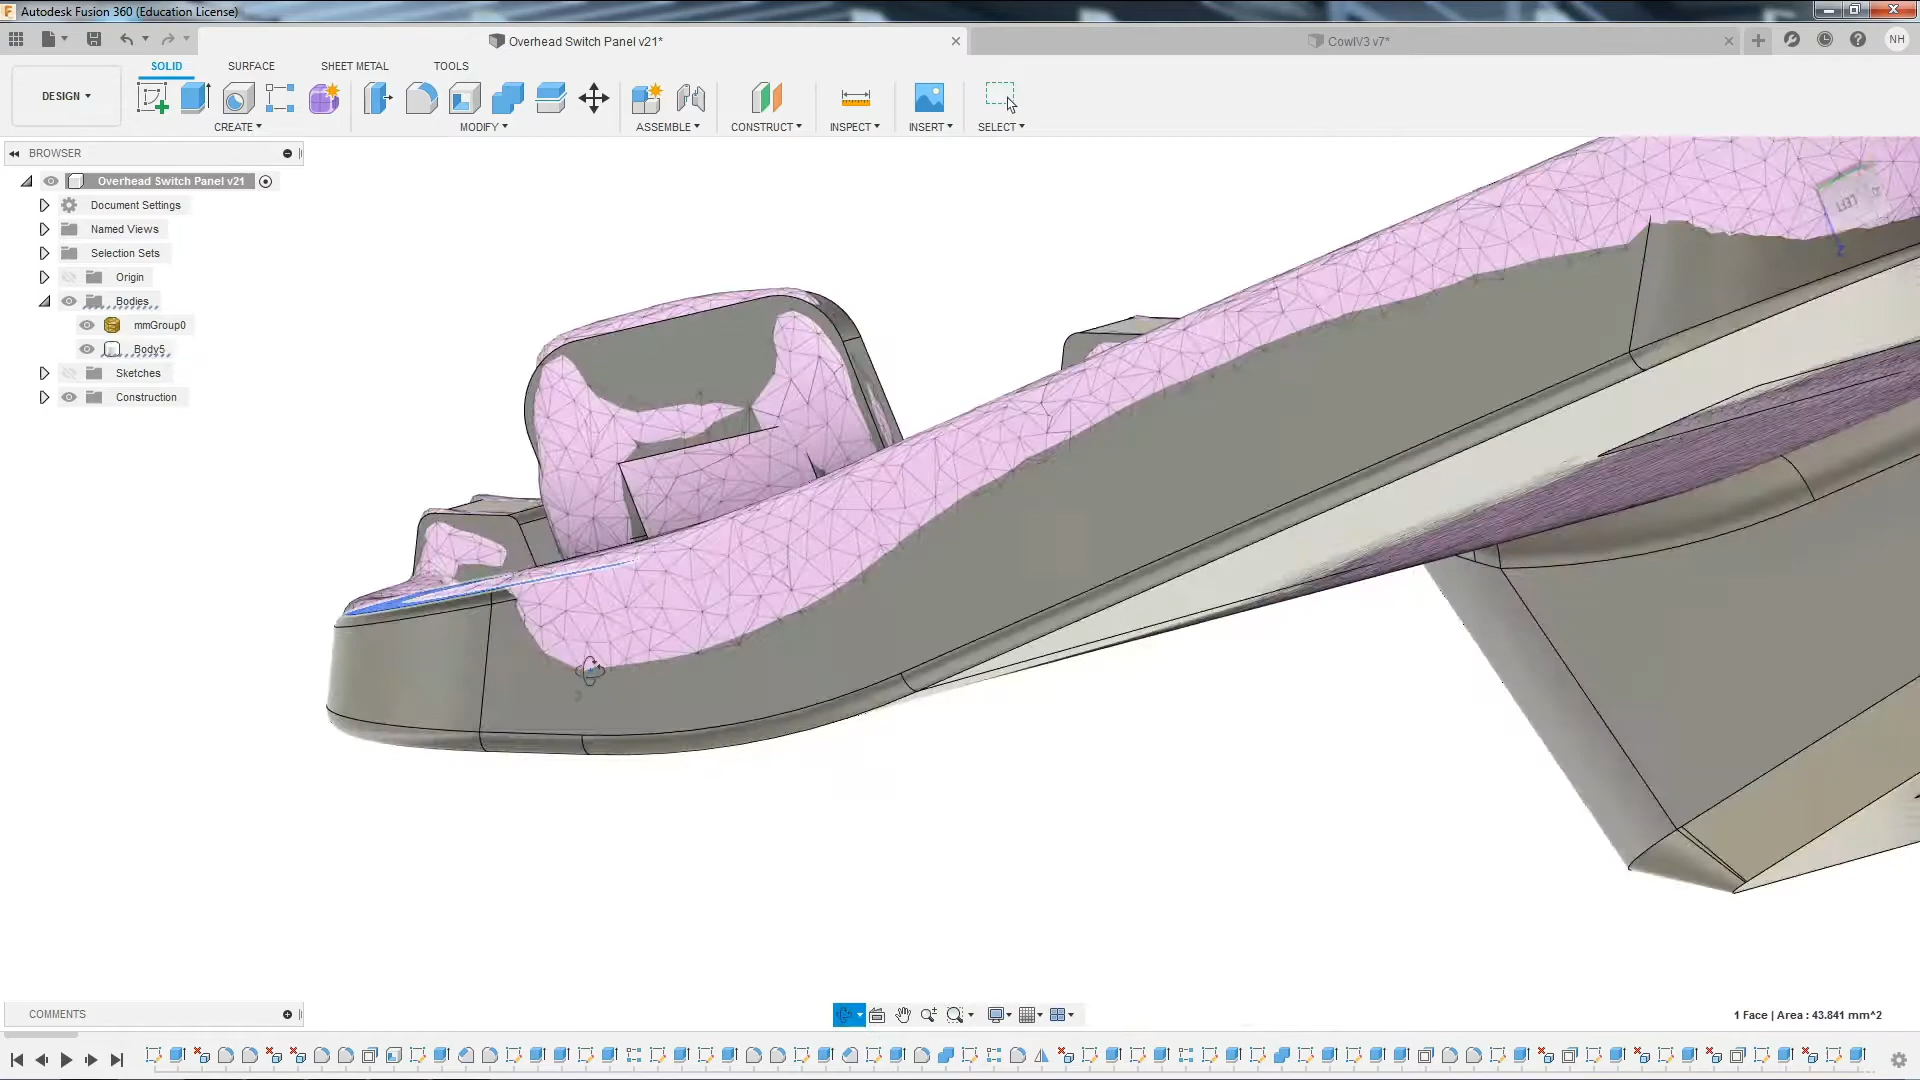 Autodesk Fusion 360 (Education License)
Overhead Switch Panel v21*
CowlV3 v7*
NH
DESIGN
SOLID
SURFACE
SHEET METAL
TOOLS
CREATE
MODIFY
ASSEMBLE
CONSTRUCT
INSPECT
INSERT
SELECT
BROWSER
Overhead Switch Panel v21
Document Settings
Named Views
Selection Sets
Origin
Bodies
mmGroup0
Body5
Sketches
Construction
LEFT
Z
COMMENTS
1 Face | Area : 43.841 mm^2